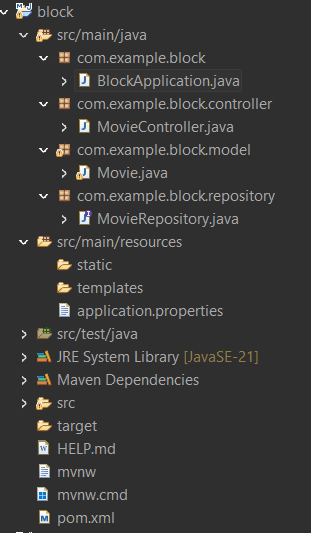 block
src/main/java
com.example.block
BlockApplication.java
com.example.block.controller
MovieController.java
com.example.block.model
Movie.java
com.example.block.repository
MovieRepository.java
src/main/resources
static
templates
application.properties
src/test/java
JRE System Library [JavaSE-21]
Maven Dependencies
src
target
HELP.md
mvnw
mvnw.cmd
pom.xml